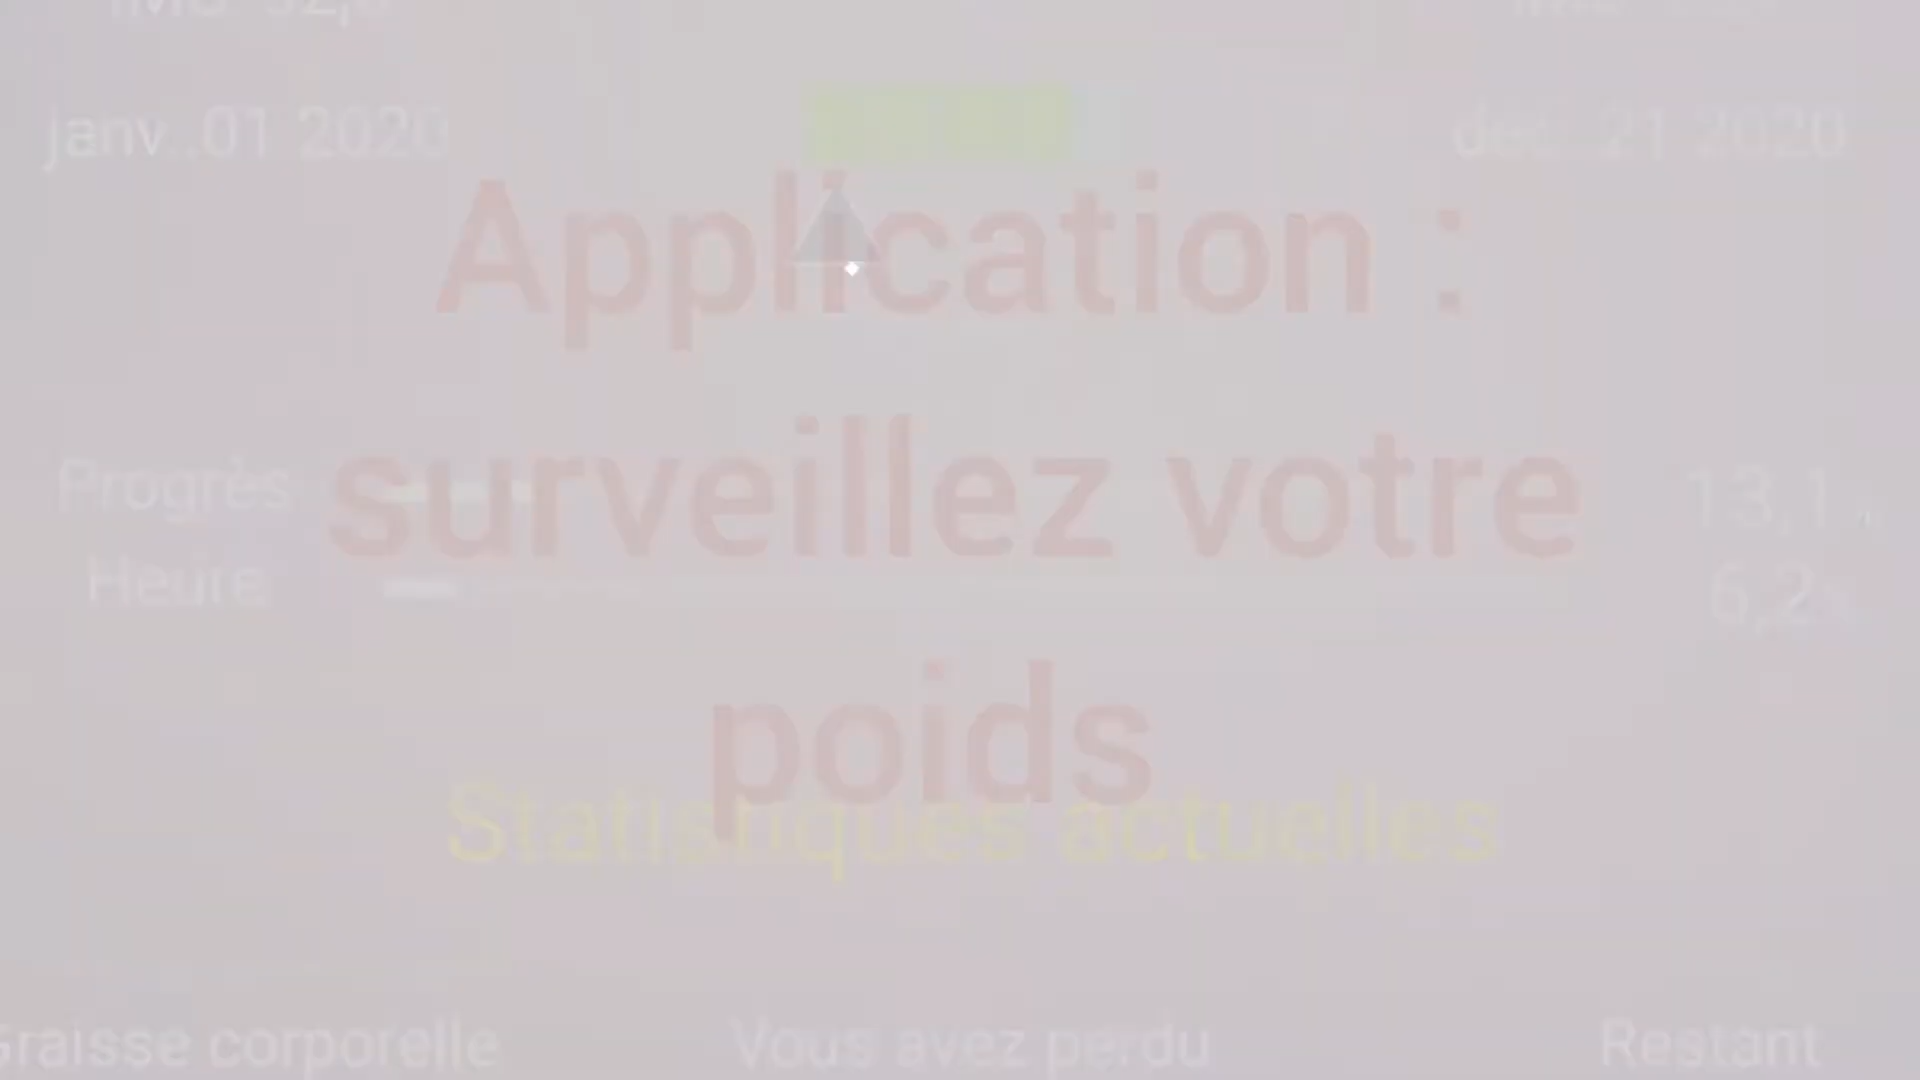 janv..01 2020
déc..21 2020
Application :
surveillez votre
poids
Progrès
13,1
Heure
6,2
Statistiques actuelles
Graisse corporelle
Vous avez perdu
Restant